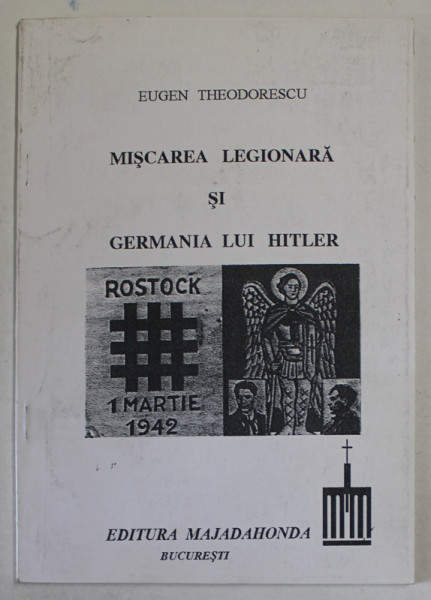 EUGEN THEODORESCU
MIŞCAREA LEGIONARĂ
ŞI
GERMANIA LUI HITLER
ROSTOCK
1 MARTIE
1942
EDITURA MAJADAHONDA
BUCUREŞTI